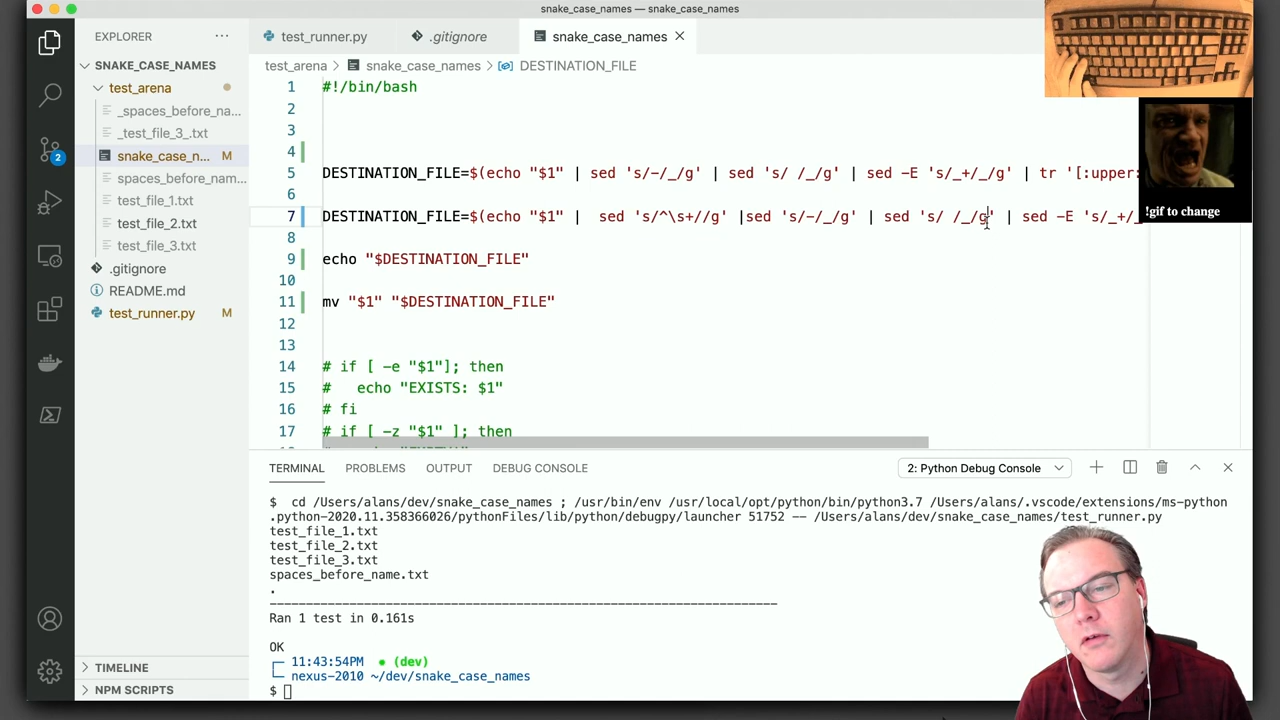 snake_case_names — snake_case_names
EXPLORER ...
SNAKE_CASE_NAMES
test_arena
_spaces_before_na...
_test_file_3_.txt
snake_case_n... M
spaces_before_nam...
test_file_1.txt
test_file_2.txt
test_file_3.txt
.gitignore
README.md
test_runner.py M
2
TIMELINE
NPM SCRIPTS
test_runner.py .gitignore snake_case_names
test_arena > snake_case_names > DESTINATION_FILE
1 #!/bin/bash
2
3
4
5 DESTINATION_FILE=$(echo "$1" | sed 's/-/_/g' | sed 's/ /_/g' | sed -E 's/_+/_/g' | tr '[:upper:
6
7 DESTINATION_FILE=$(echo "$1" |  sed 's/^\s+//g' |sed 's/-/_/g' | sed 's/ /_/g' | sed -E 's/_+/_
8
9 echo "$DESTINATION_FILE"
10
11 mv "$1" "$DESTINATION_FILE"
12
13
14 # if [ -e "$1"]; then
15 #   echo "EXISTS: $1"
16 # fi
17 # if [ -z "$1" ]; then
!gif to change
TERMINAL PROBLEMS OUTPUT DEBUG CONSOLE 2: Python Debug Console
$  cd /Users/alans/dev/snake_case_names ; /usr/bin/env /usr/local/opt/python/bin/python3.7 /Users/alans/.vscode/extensions/ms-python
.python-2020.11.358366026/pythonFiles/lib/python/debugpy/launcher 51752 -- /Users/alans/dev/snake_case_names/test_runner.py
test_file_1.txt
test_file_2.txt
test_file_3.txt
spaces_before_name.txt
.
----------------------------------------------------------------------
Ran 1 test in 0.161s
OK
11:43:54PM • (dev)
nexus-2010 ~/dev/snake_case_names
$